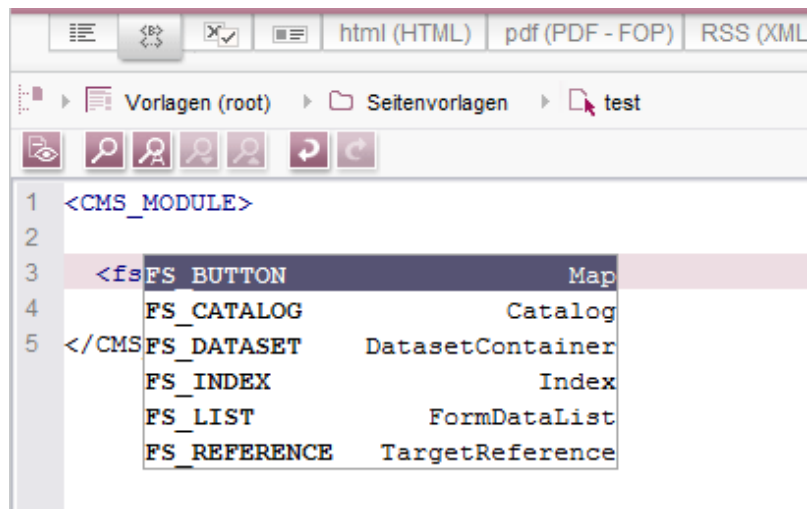 html (HTML) pdf (PDF - FOP) RSS (XML
Vorlagen (root) Seitenvorlagen test
1 <CMS_MODULE>
2
3 <fs
FS_BUTTON Map
4 FS_CATALOG Catalog
5 </CMS FS_DATASET DatasetContainer
FS_INDEX Index
FS_LIST FormDataList
FS_REFERENCE TargetReference